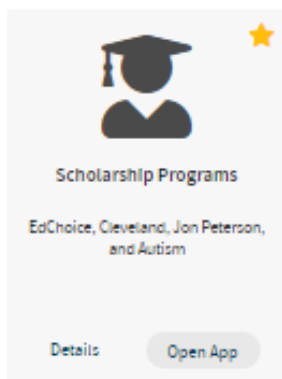 Scholarship Programs
EdChoice, Cleveland, Jon Peterson,
and Autism
Details
Open App